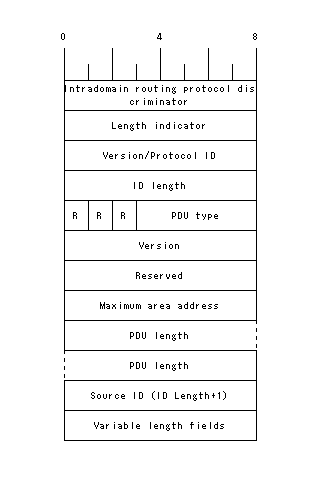 0 4 8
Intradomain routing protocol dis
criminator
Length indicator
Version/Protocol ID
ID length
R R R PDU type
Version
Reserved
Maximum area address
PDU length
PDU length
Source ID (ID Length+1)
Variable length fields